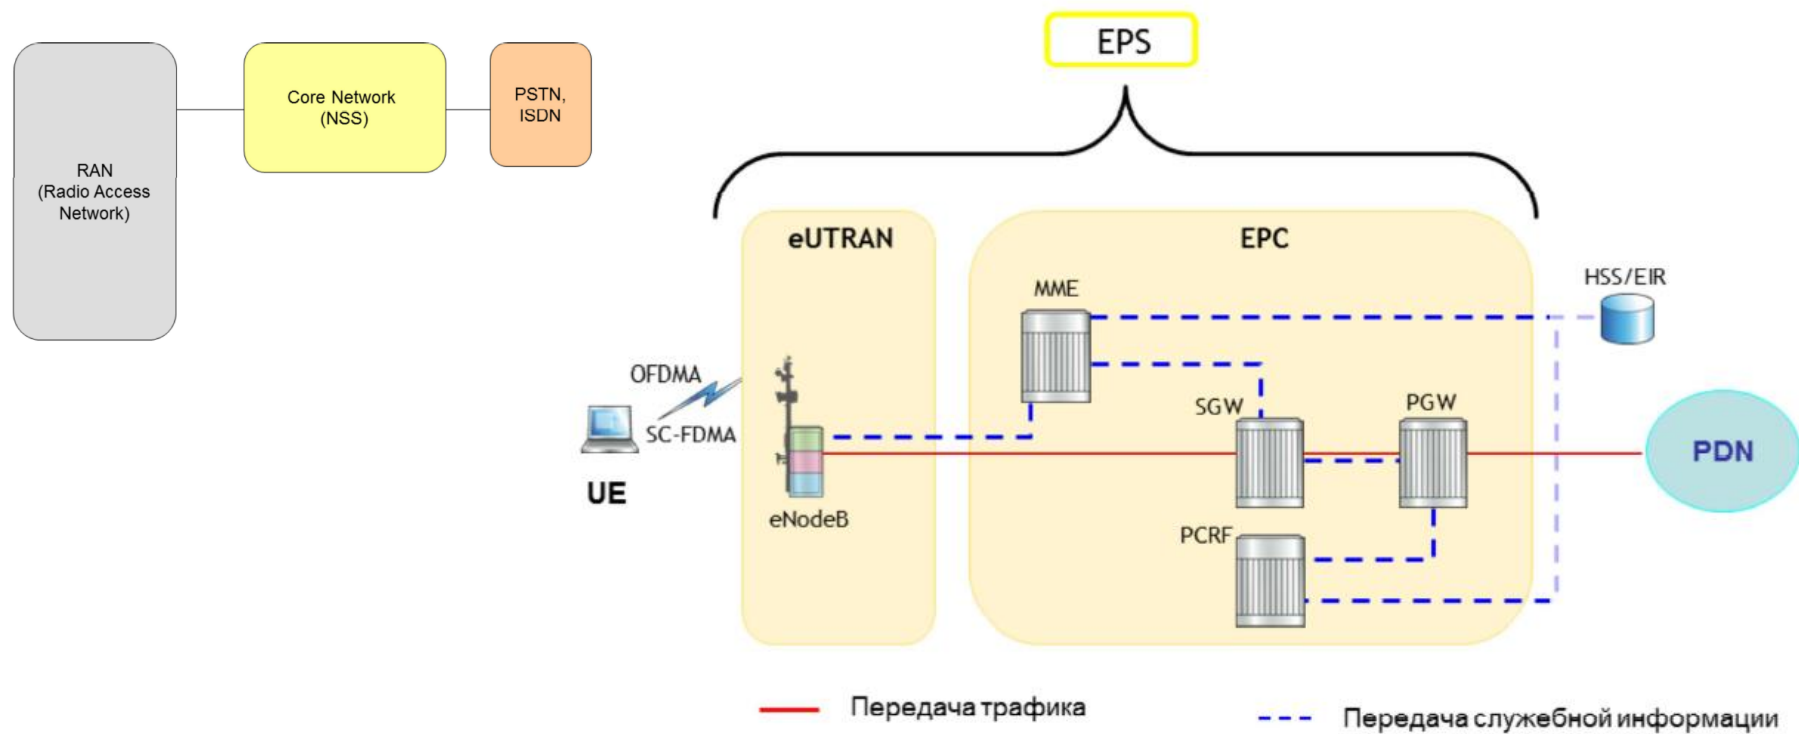 RAN
(Radio Access
Network)
Core Network
(NSS)
PSTN,
ISDN
EPS
eUTRAN
EPC
MME
HSS/EIR
OFDMA
SC-FDMA
UE
eNodeB
SGW
PGW
PDN
PCRF
Передача трафика
Передача служебной информации